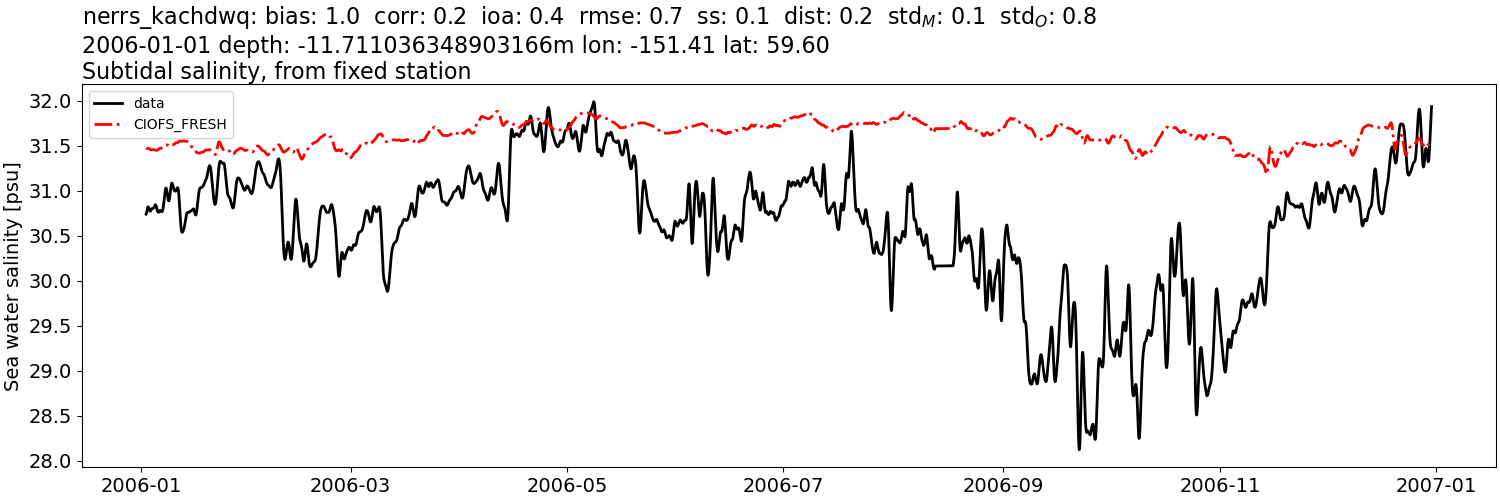 nerrs_kachdwq: bias: 1.0 corr: 0.2 ioa: 0.4 rmse: 0.7 ss: 0.1 dist: 0.2 std_M: 0.1 std_O: 0.8
2006-01-01 depth: -11.711036348903166m lon: -151.41 lat: 59.60
Subtidal salinity, from fixed station
data
CIOFS_FRESH
Sea water salinity [psu]
32.0
31.5
31.0
30.5
30.0
29.5
29.0
28.5
28.0
2006-01 2006-03 2006-05 2006-07 2006-09 2006-11 2007-01